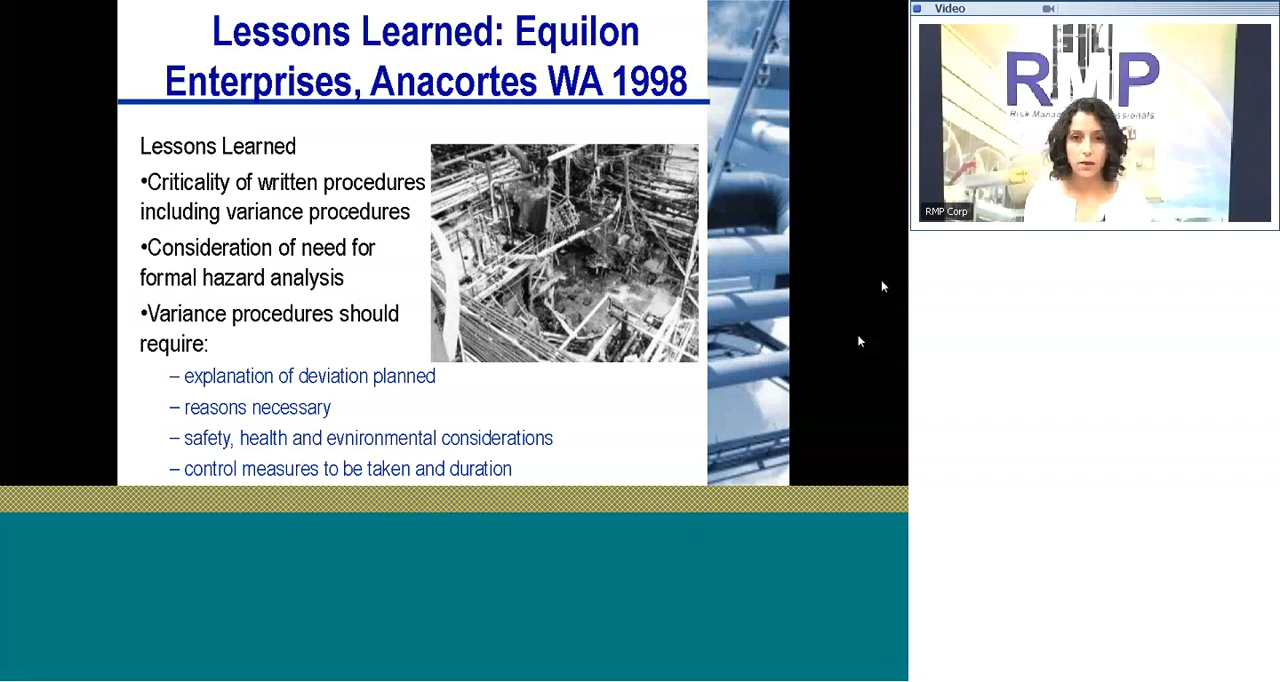 Lessons Learned: Equilon
Enterprises, Anacortes WA 1998
Lessons Learned
•Criticality of written procedures
including variance procedures
•Consideration of need for
formal hazard analysis
•Variance procedures should
require:
– explanation of deviation planned
– reasons necessary
– safety, health and evnironmental considerations
– control measures to be taken and duration
Video
RMP
RMP Corp